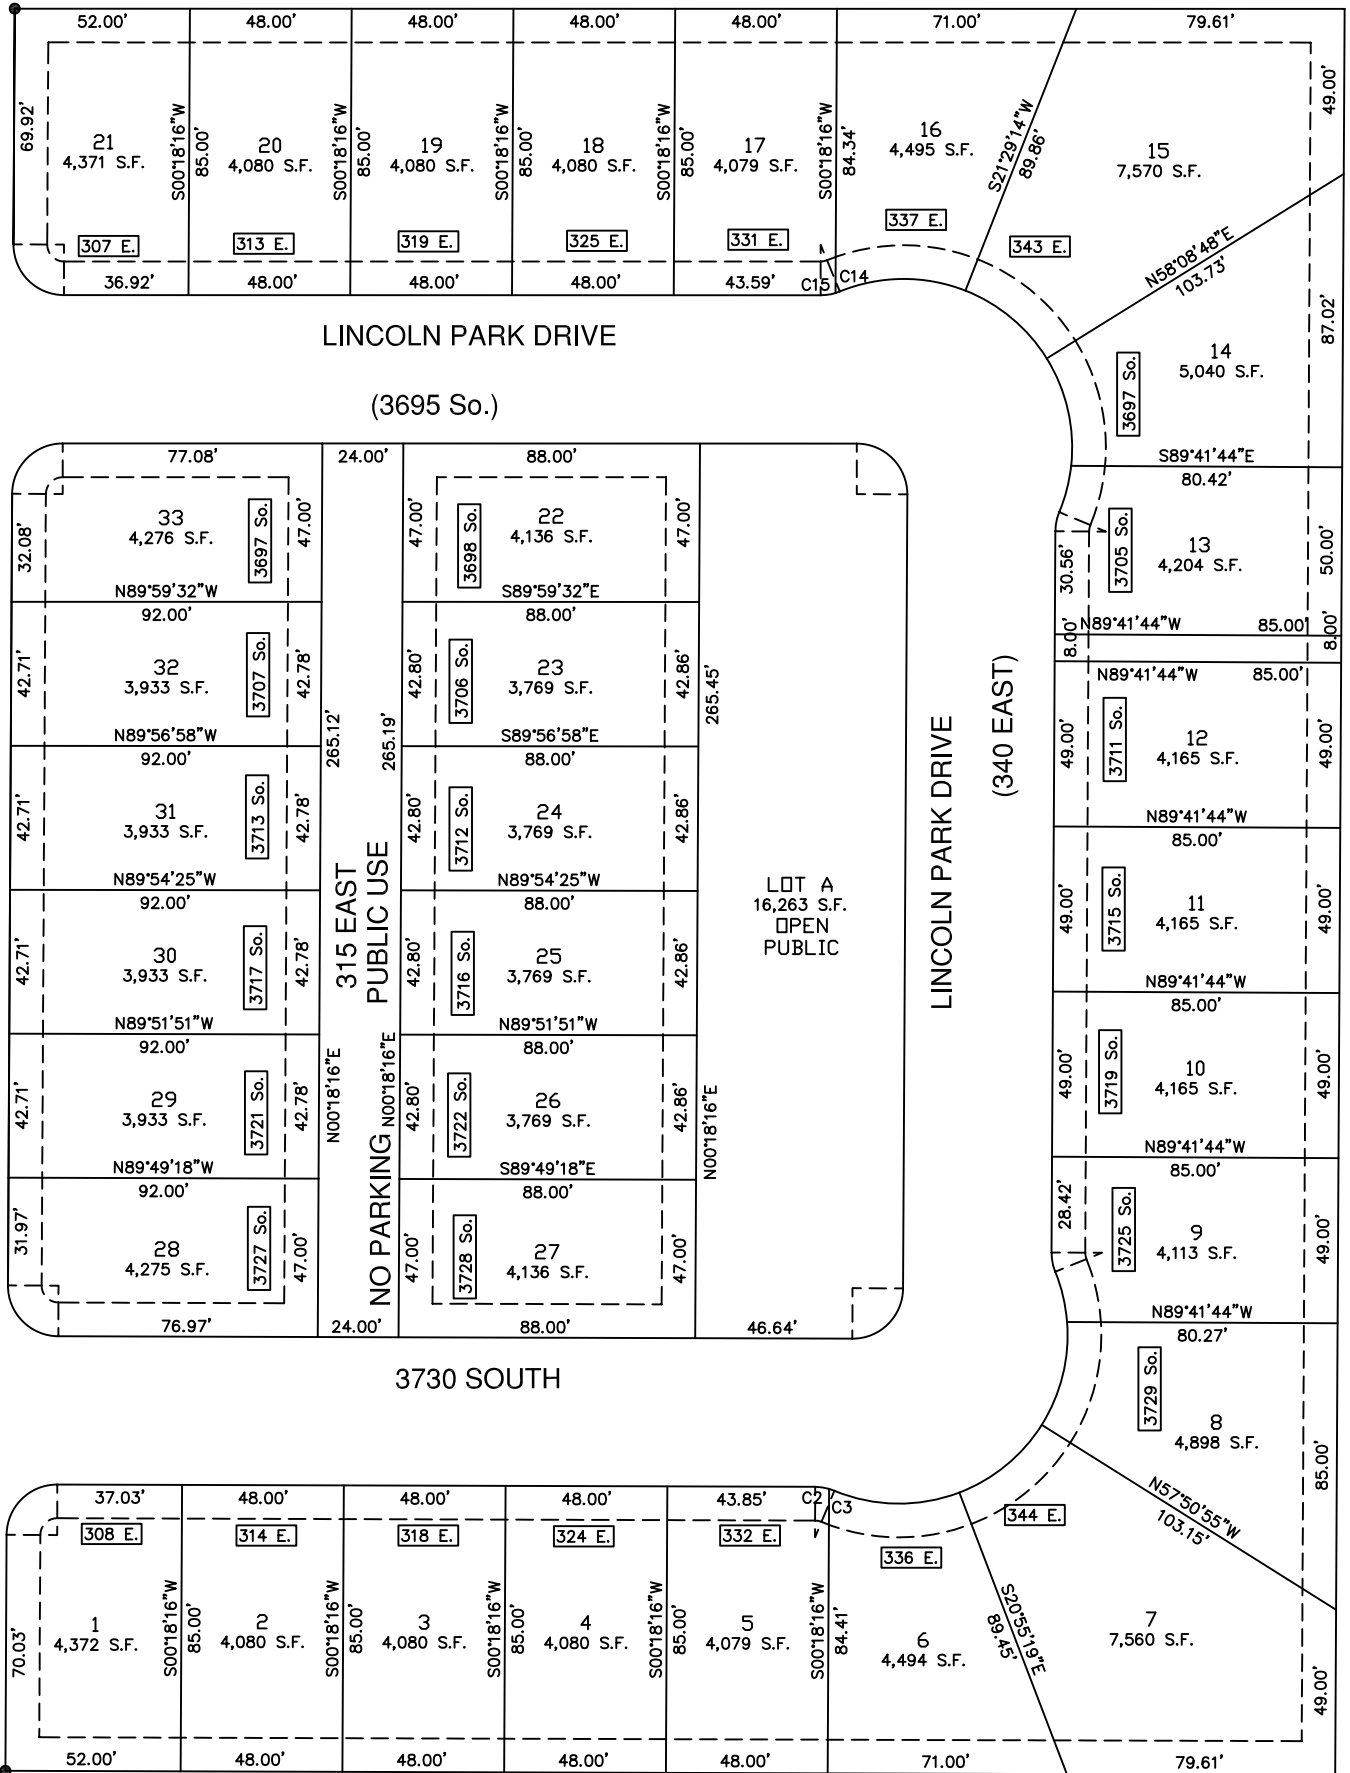 52.00'
48.00'
48.00'
48.00'
48.00'
71.00'
79.61'
69.92'
21
4,371 S.F.
S00°18'16"W
85.00'
20
4,080 S.F.
S00°18'16"W
85.00'
19
4,080 S.F.
S00°18'16"W
85.00'
18
4,080 S.F.
S00°18'16"W
85.00'
17
4,079 S.F.
S00°18'16"W
84.34'
16
4,495 S.F.
S21°29'14"W
89.86'
15
7,570 S.F.
49.00'
307 E.
313 E.
319 E.
325 E.
331 E.
337 E.
343 E.
N58°08'48"E
103.73'
36.92'
48.00'
48.00'
48.00'
43.59'
C15
C14
87.02'
LINCOLN PARK DRIVE
(3695 So.)
14
5,040 S.F.
3697 So.
S89°41'44"E
80.42'
77.08'
24.00'
88.00'
32.08'
33
4,276 S.F.
3697 So.
47.00'
N89°59'32"W
92.00'
47.00'
3698 So.
22
4,136 S.F.
47.00'
S89°59'32"E
88.00'
30.56'
3705 So.
13
4,204 S.F.
50.00'
N89°41'44"W
85.00'
8.00'
8.00'
N89°41'44"W
85.00'
42.71'
32
3,933 S.F.
3707 So.
42.78'
N89°56'58"W
92.00'
265.12'
265.19'
42.80'
3706 So.
23
3,769 S.F.
42.86'
S89°56'58"E
88.00'
265.45'
LINCOLN PARK DRIVE
(340 EAST)
49.00'
3711 So.
12
4,165 S.F.
49.00'
N89°41'44"W
85.00'
42.71'
31
3,933 S.F.
3713 So.
42.78'
N89°54'25"W
92.00'
42.80'
3712 So.
24
3,769 S.F.
42.86'
N89°54'25"W
88.00'
315 EAST
PUBLIC USE
NO PARKING
LOT A
16,263 S.F.
OPEN
PUBLIC
49.00'
3715 So.
11
4,165 S.F.
49.00'
N89°41'44"W
85.00'
42.71'
30
3,933 S.F.
3717 So.
42.78'
N89°51'51"W
92.00'
42.80'
3716 So.
25
3,769 S.F.
42.86'
N89°51'51"W
88.00'
49.00'
3719 So.
10
4,165 S.F.
49.00'
N89°41'44"W
85.00'
42.71'
29
3,933 S.F.
3721 So.
42.78'
N00°18'16"E
N00°18'16"E
N89°49'18"W
92.00'
42.80'
3722 So.
26
3,769 S.F.
42.86'
N00°18'16"E
S89°49'18"E
88.00'
28.42'
3725 So.
9
4,113 S.F.
49.00'
N89°41'44"W
80.27'
31.97'
28
4,275 S.F.
3727 So.
47.00'
47.00'
3728 So.
27
4,136 S.F.
47.00'
76.97'
24.00'
88.00'
46.64'
3730 SOUTH
3729 So.
8
4,898 S.F.
85.00'
N57°50'55"W
103.15'
37.03'
48.00'
48.00'
48.00'
43.85'
C2
C3
308 E.
314 E.
318 E.
324 E.
332 E.
336 E.
344 E.
70.03'
1
4,372 S.F.
S00°18'16"W
85.00'
2
4,080 S.F.
S00°18'16"W
85.00'
3
4,080 S.F.
S00°18'16"W
85.00'
4
4,080 S.F.
S00°18'16"W
85.00'
5
4,079 S.F.
S00°18'16"W
84.41'
6
4,494 S.F.
S20°55'19"E
89.45'
7
7,560 S.F.
49.00'
52.00'
48.00'
48.00'
48.00'
48.00'
71.00'
79.61'